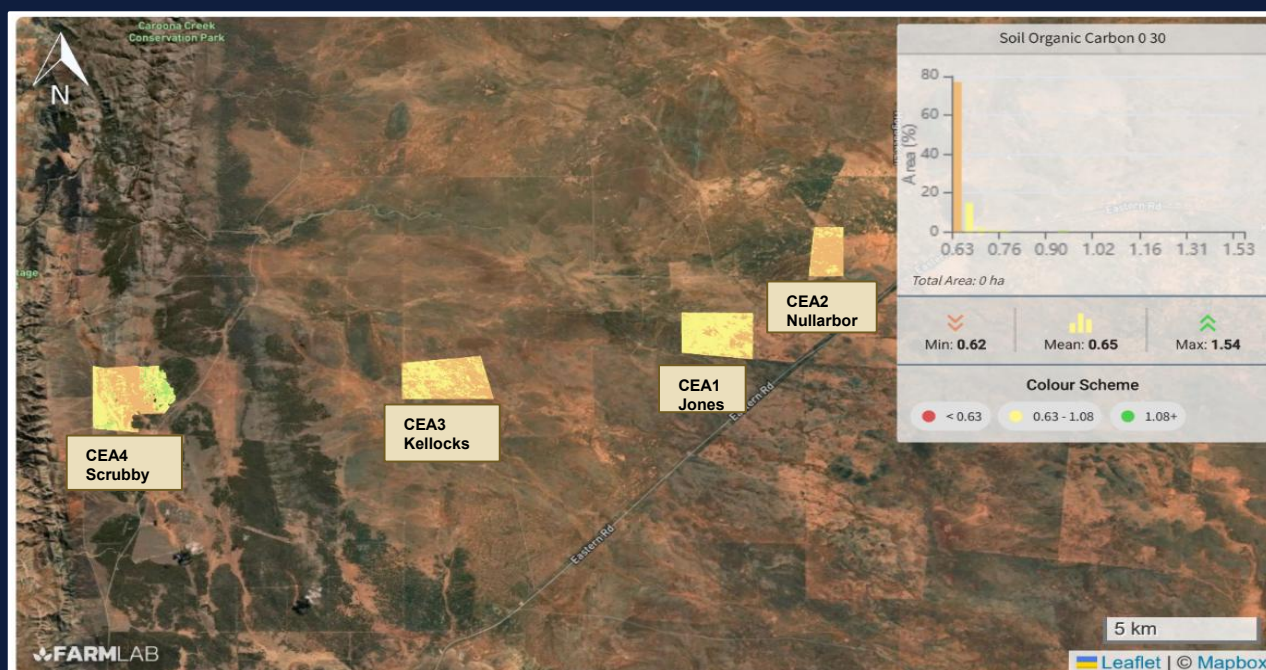 Caroona Creek
Conservation Park
N
tage
CEA4
Scrubby
CEA3
Kellocks
CEA1
Jones
CEA2
Nullarbor
Eastern Rd
Eastern Rd
Eastern Rd
Soil Organic Carbon 0 30
Area (%)
80
60
40
20
0
0.63 0.76 0.90 1.02 1.16 1.31 1.53
Total Area: 0 ha
Min: 0.62 Mean: 0.65 Max: 1.54
Colour Scheme
< 0.63 0.63 - 1.08 1.08+
5 km
FARMLAB
Leaflet | © Mapbox